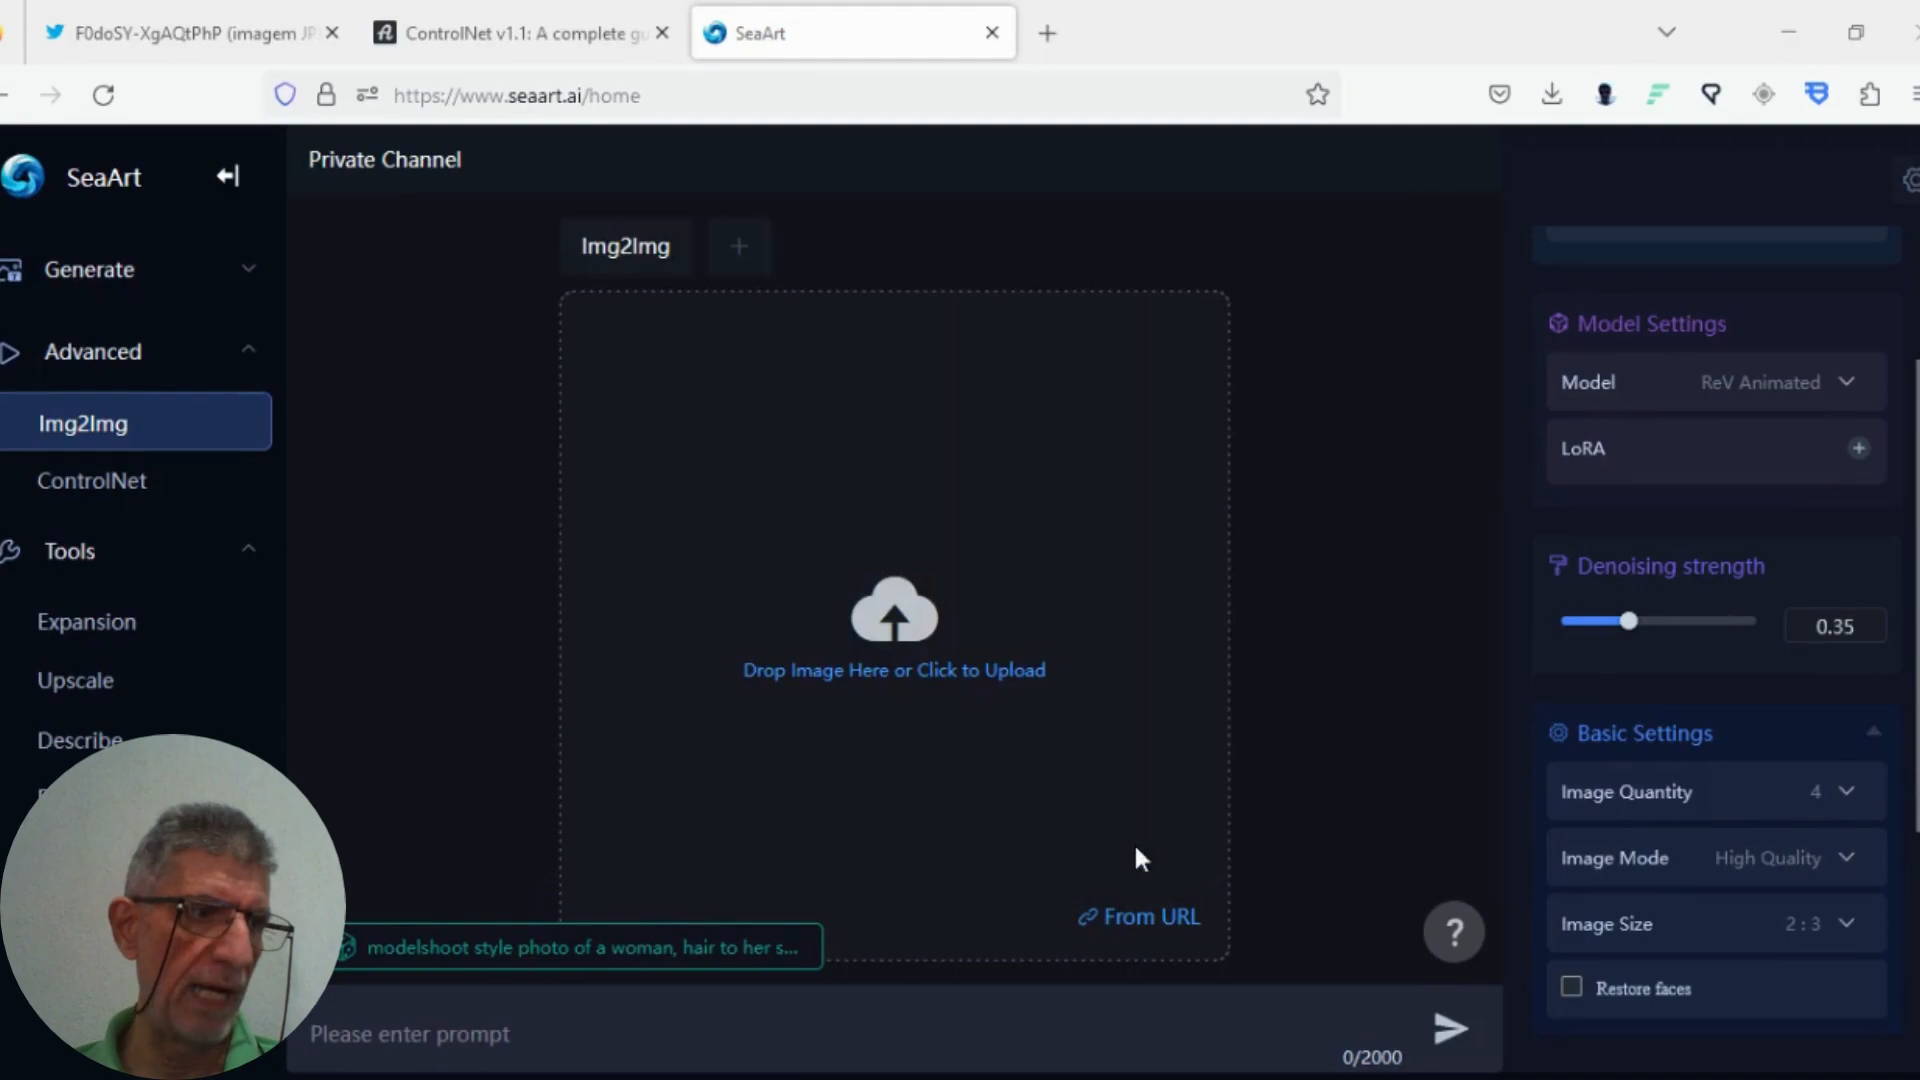 F0doSY-XgAQtPhP (imagem JP
ControlNet v1.1: A complete gu
SeaArt
https://www.seaart.ai/home
SeaArt
Private Channel
Generate
Advanced
Img2Img
ControlNet
Tools
Expansion
Upscale
Describe
Img2Img
+
Drop Image Here or Click to Upload
From URL
modelshoot style photo of a woman, hair to her s...
Please enter prompt
0/2000
?
Model Settings
Model ReV Animated
LoRA
Denoising strength
0.35
Basic Settings
Image Quantity 4
Image Mode High Quality
Image Size 2 : 3
Restore faces